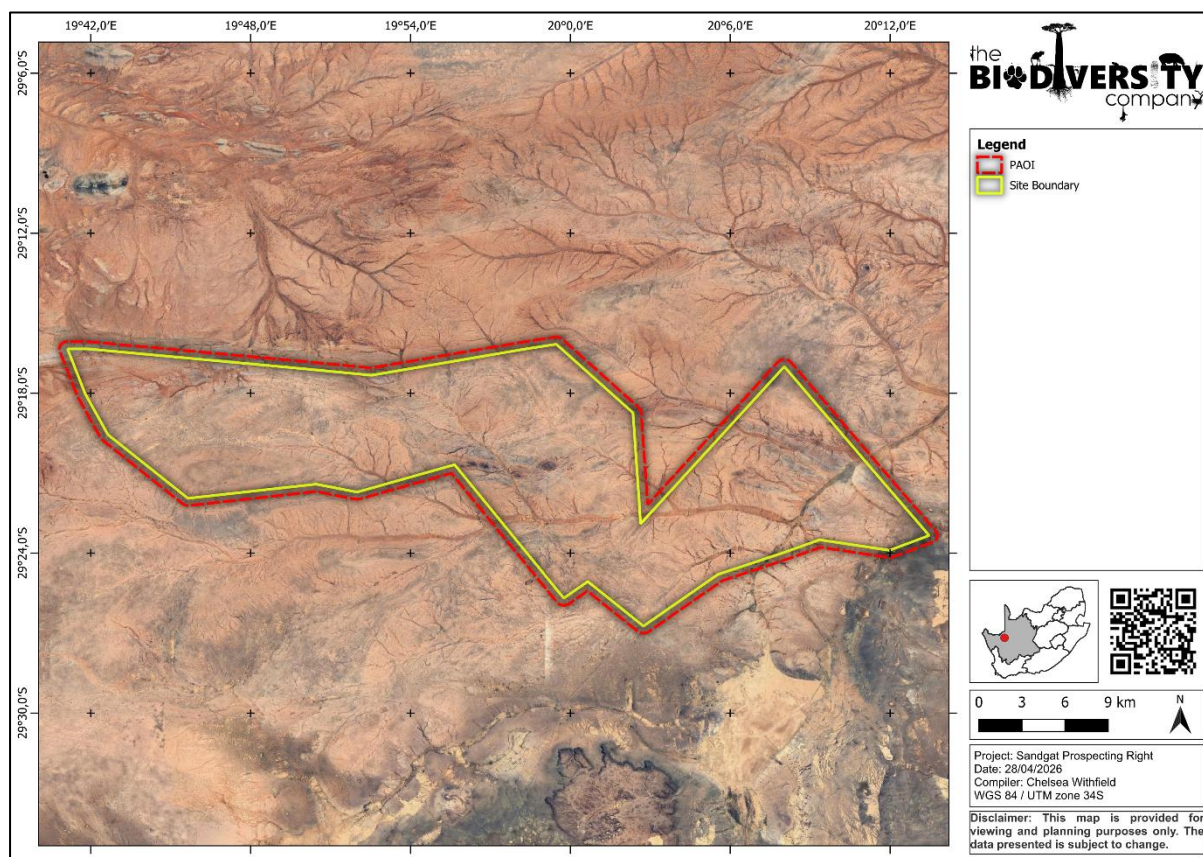 19°42,0'E 19°48,0'E 19°54,0'E 20°0,0'E 20°6,0'E 20°12,0'E
29°6,0'S
29°12,0'S
29°18,0'S
29°24,0'S
29°30,0'S
the
BIODIVERSITY
company
Legend
PAOI
Site Boundary
0 3 6 9 km
N
Project: Sandgat Prospecting Right
Date: 28/04/2026
Compiler: Chelsea Withfield
WGS 84 / UTM zone 34S
Disclaimer: This map is provided for
viewing and planning purposes only. The
data presented is subject to change.